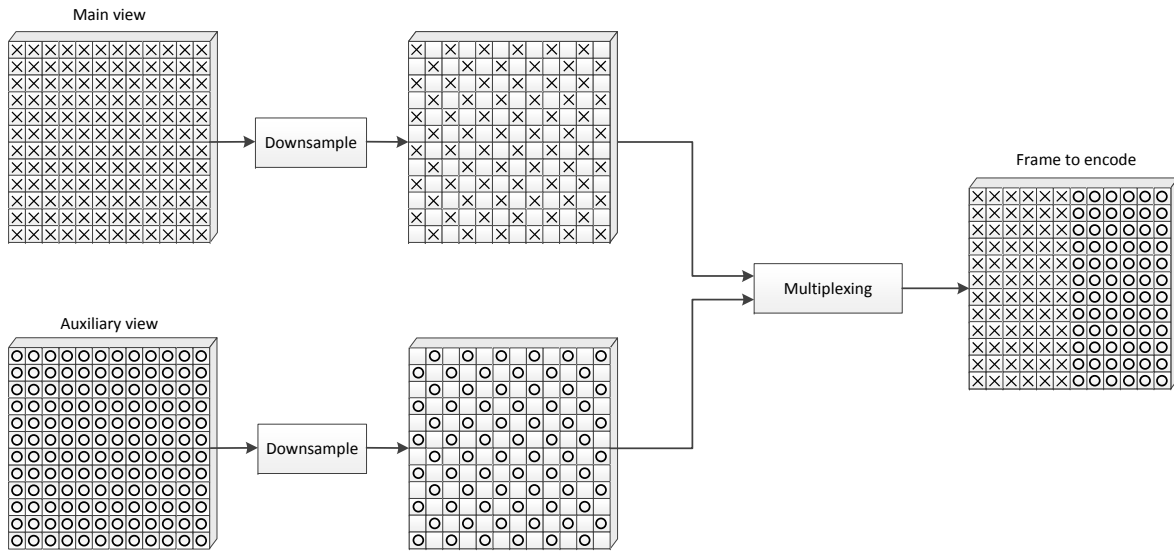 Main view
Downsample
Frame to encode
Multiplexing
Auxiliary view
Downsample